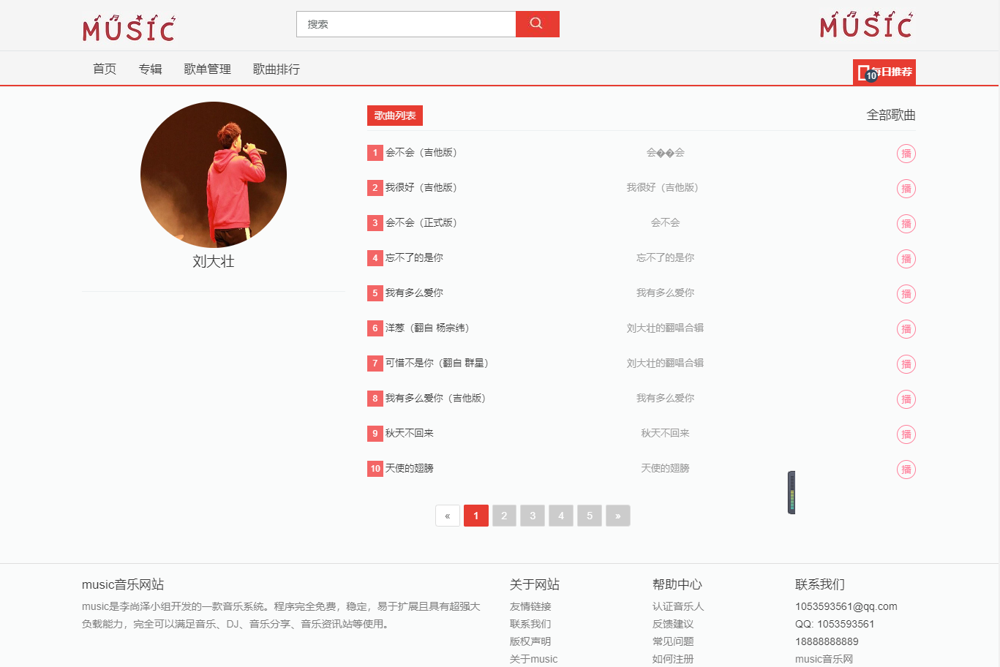 MUSIC
搜索
MUSIC
首页 专辑 歌单管理 歌曲排行
10 每日推荐
刘大壮
歌曲列表 全部歌曲
1 会不会（吉他版） 会��会 播
2 我很好（吉他版） 我很好（吉他版） 播
3 会不会（正式版） 会不会 播
4 忘不了的是你 忘不了的是你 播
5 我有多么爱你 我有多么爱你 播
6 洋葱（翻自 杨宗纬） 刘大壮的翻唱合辑 播
7 可惜不是你（翻自 群星） 刘大壮的翻唱合辑 播
8 我有多么爱你（吉他版） 我有多么爱你 播
9 秋天不回来 秋天不回来 播
10 天使的翅膀 天使的翅膀 播
« 1 2 3 4 5 »
music音乐网站
music是李尚泽小组开发的一款音乐系统。程序完全免费，稳定，易于扩展且具有超强大
负载能力，完全可以满足音乐、DJ、音乐分享、音乐资讯站等使用。
关于网站
友情链接
联系我们
版权声明
关于music
帮助中心
认证音乐人
反馈建议
常见问题
如何注册
联系我们
1053593561@qq.com
QQ: 1053593561
18888888889
music音乐网